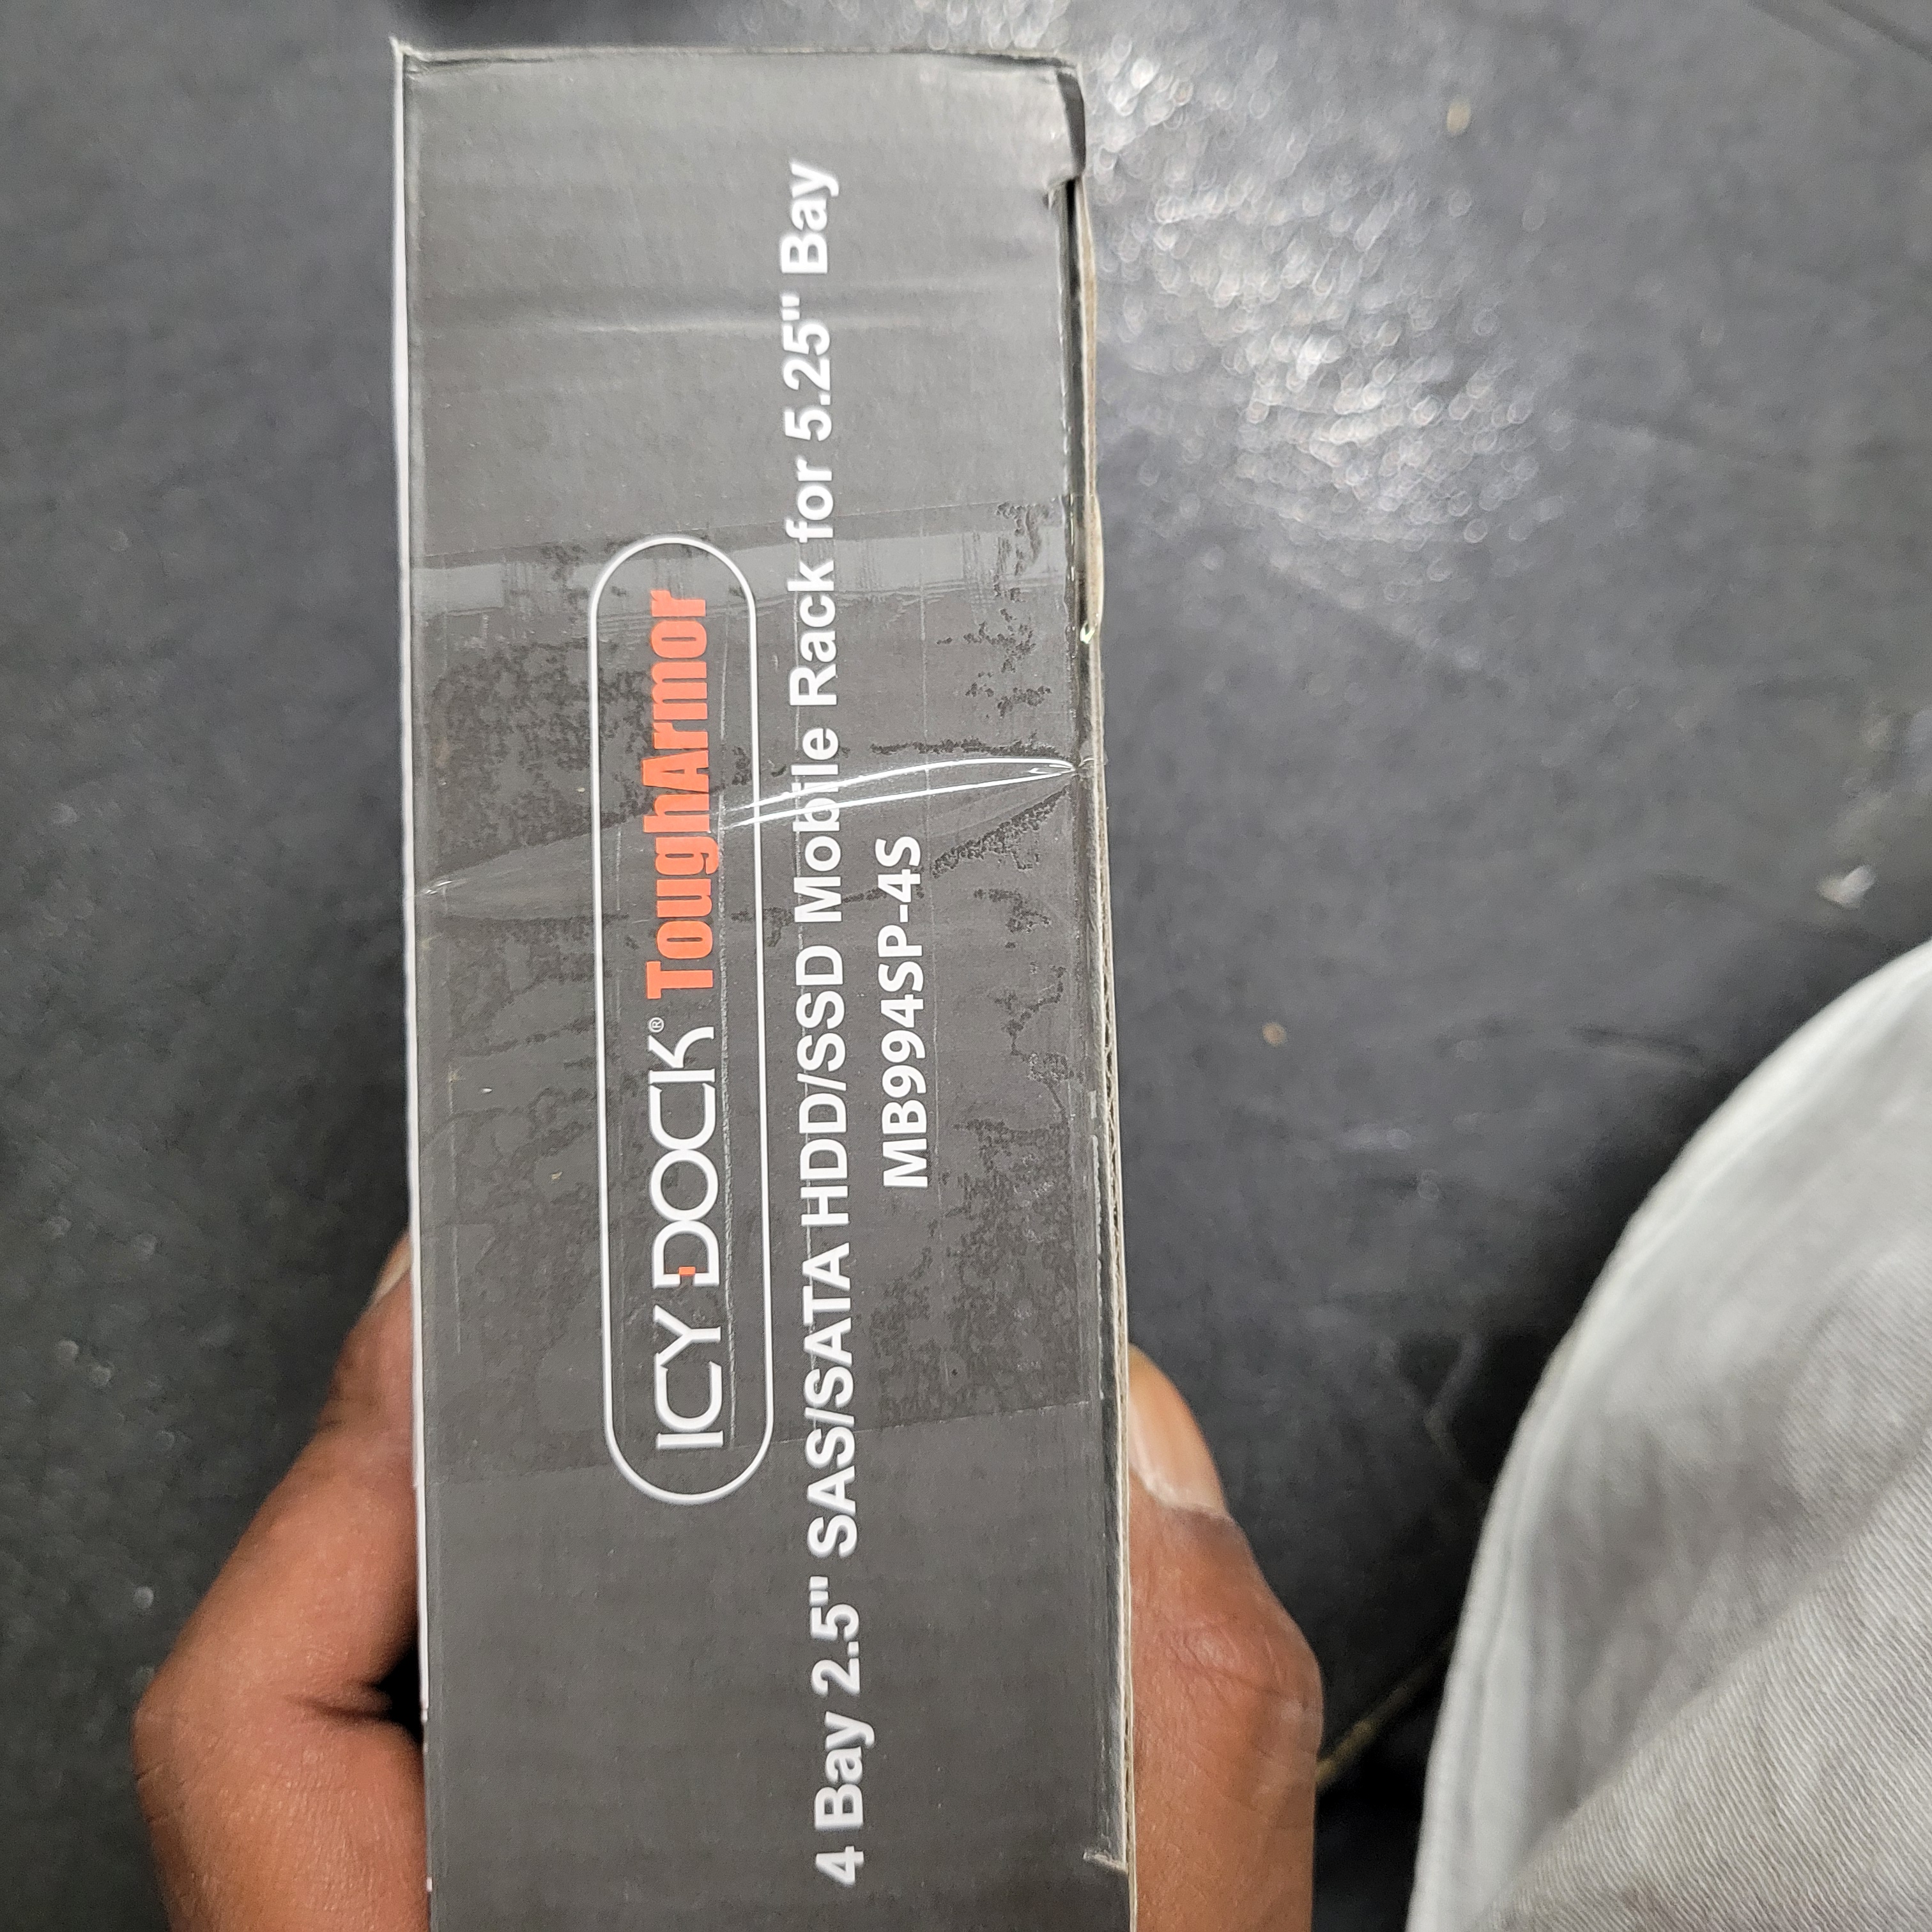 ICY DOCK® ToughArmor
4 Bay 2.5" SAS/SATA HDD/SSD Mobile Rack for 5.25" Bay
MB994SP-4S